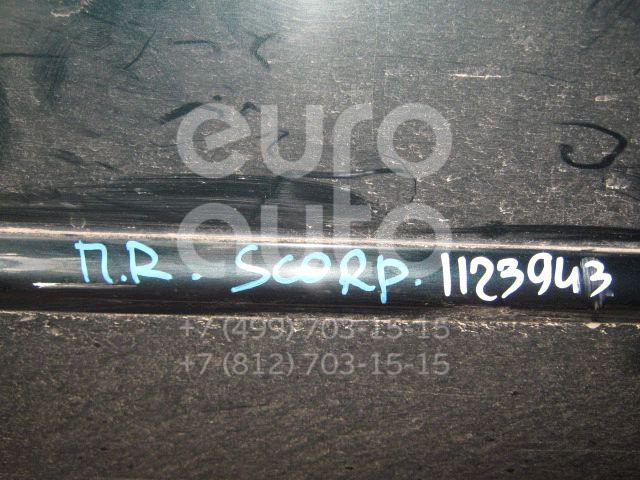 euro
auto
П.R. SCORP. 1123943
+7 (499) 703-15-15
+7 (812) 703-15-15